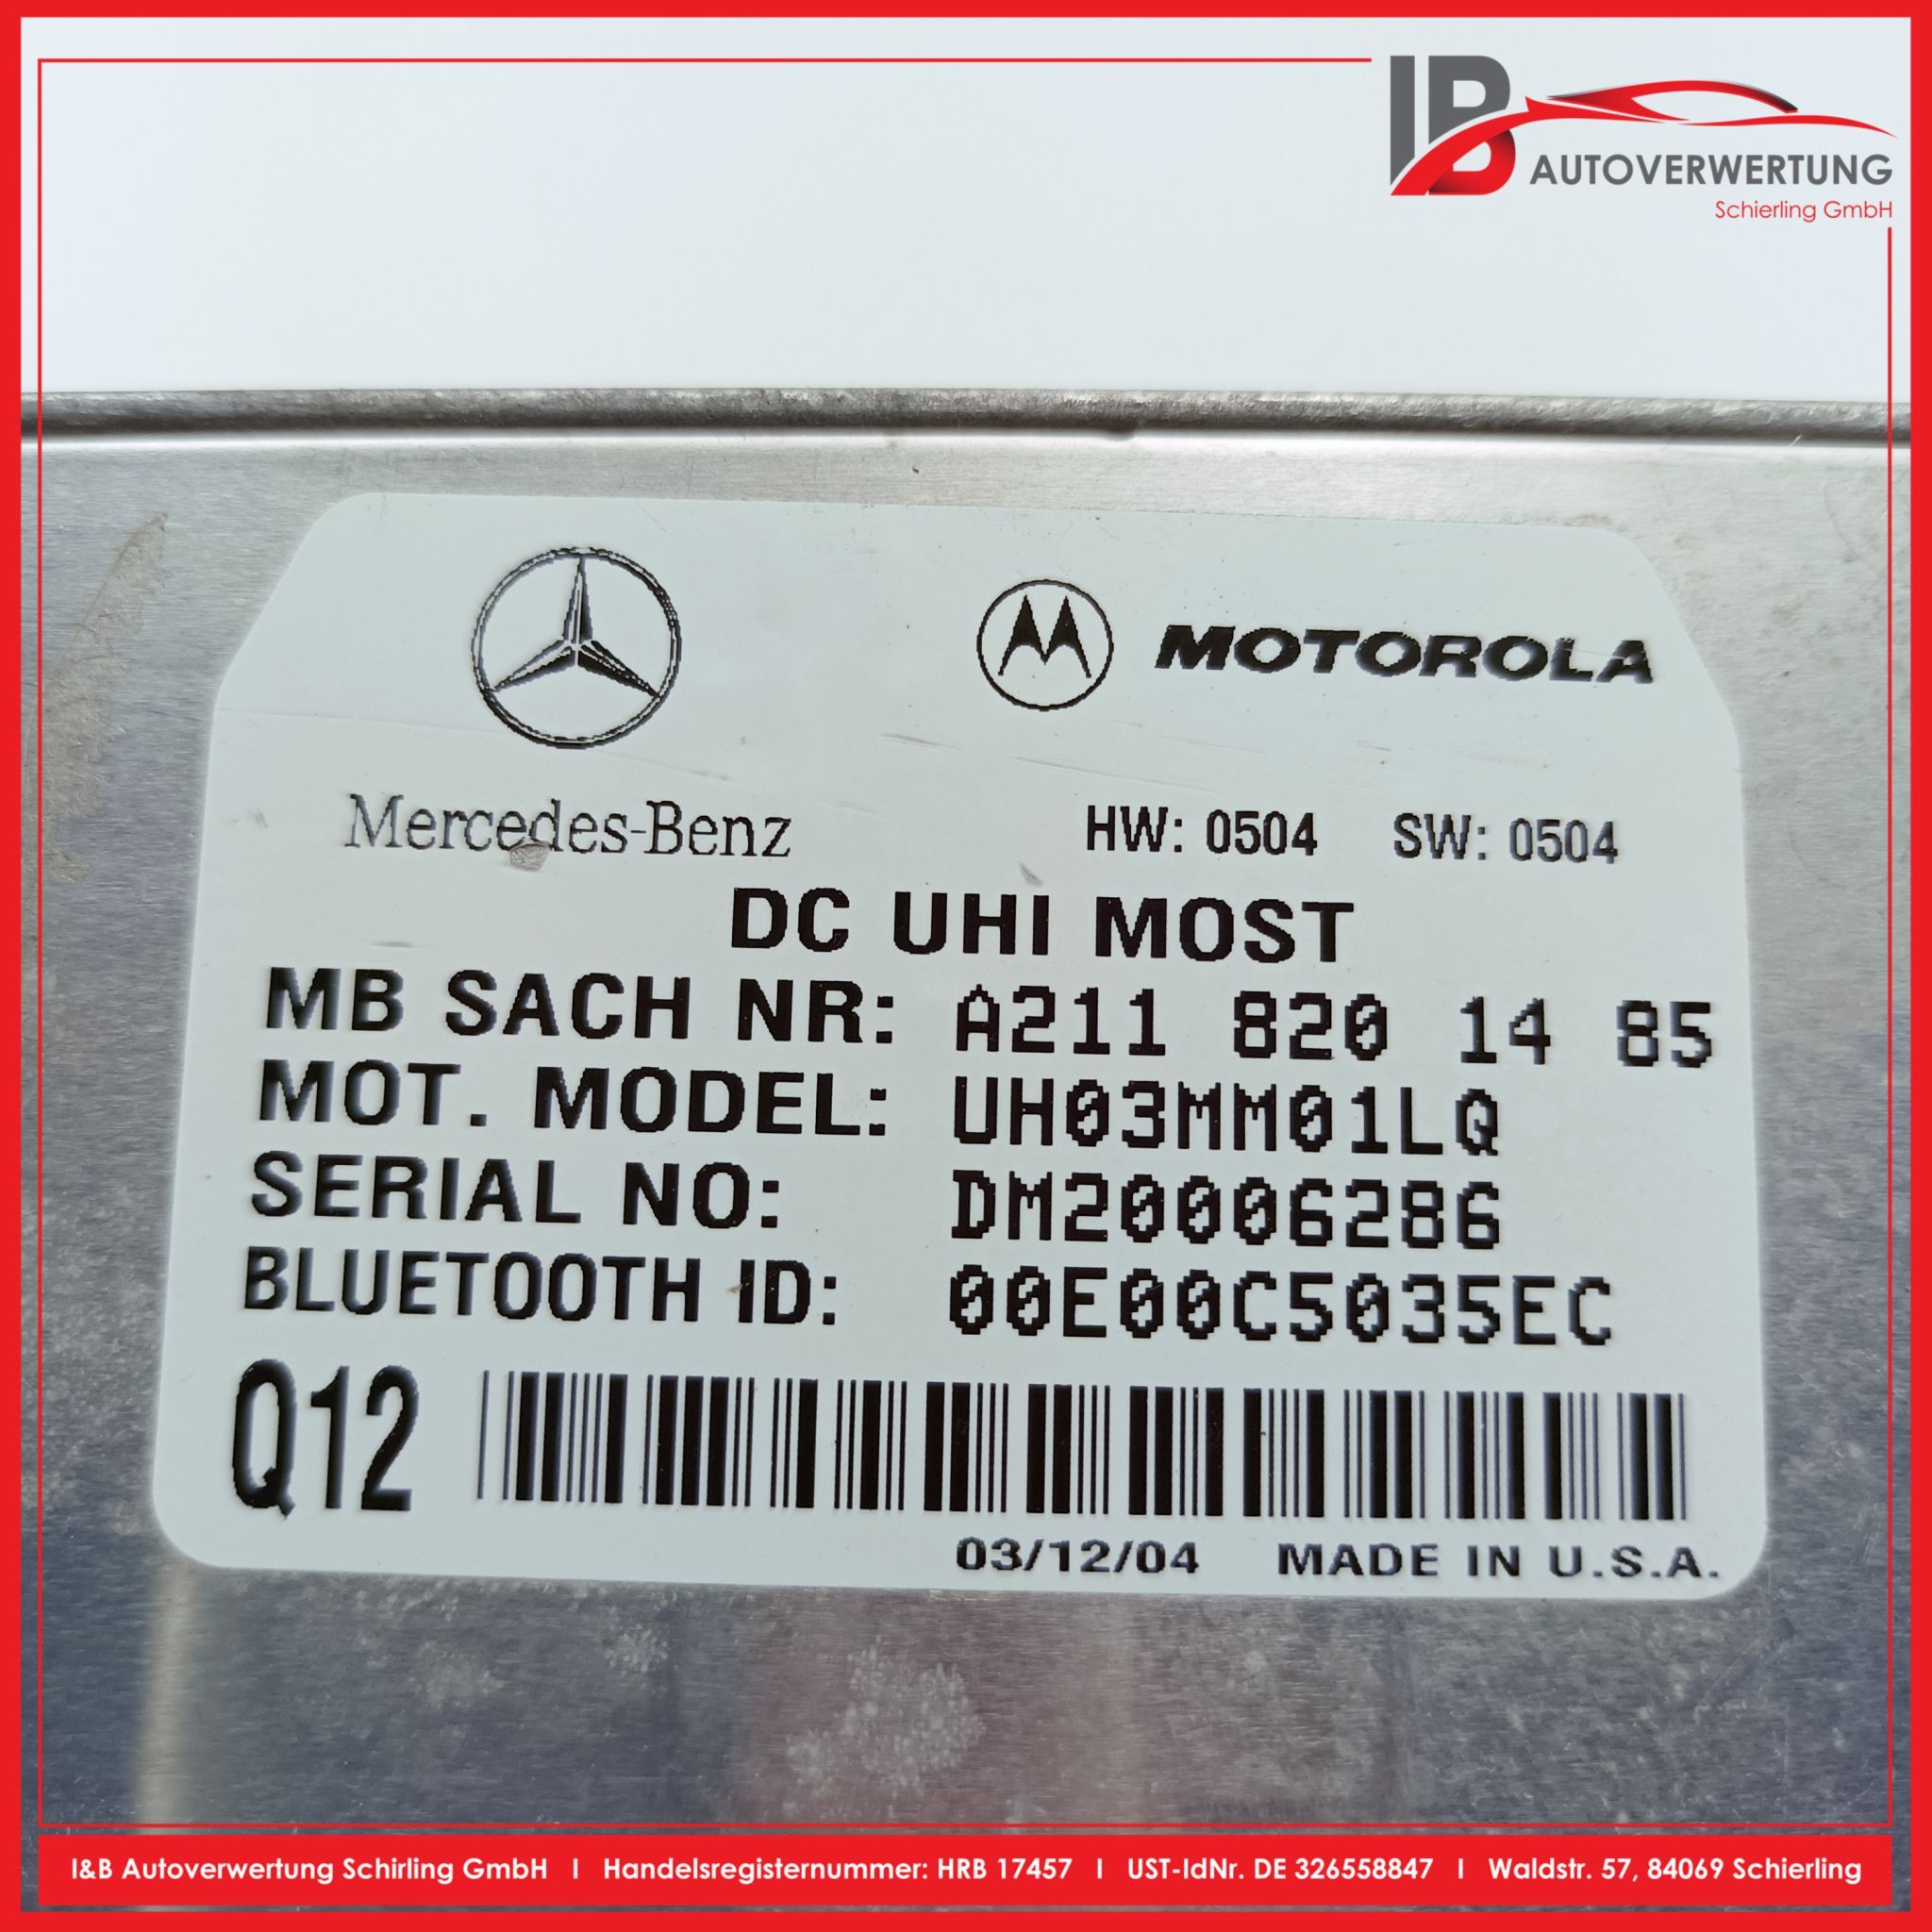 IB AUTOVERWERTUNG
Schierling GmbH
MOTOROLA
Mercedes-Benz
HW: 0504 SW: 0504
DC UHI MOST
MB SACH NR: A211 820 14 85
MOT. MODEL: UH03MM01LQ
SERIAL NO: DM20006286
BLUETOOTH ID: 00E00C5035EC
Q12
03/12/04 MADE IN U.S.A.
I&B Autoverwertung Schirling GmbH I Handelsregisternummer: HRB 17457 I UST-IdNr. DE 326558847 I Waldstr. 57, 84069 Schierling